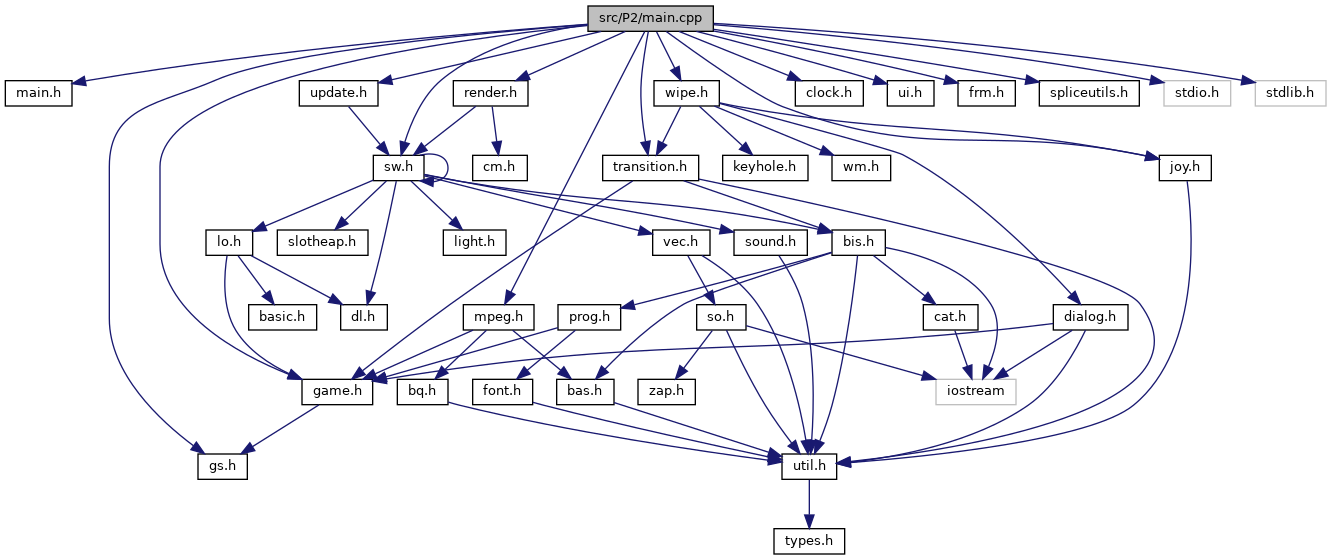 src/P2/main.cpp
main.h
update.h
render.h
wipe.h
clock.h
ui.h
frm.h
spliceutils.h
stdio.h
stdlib.h
sw.h
cm.h
transition.h
keyhole.h
wm.h
joy.h
lo.h
slotheap.h
light.h
vec.h
sound.h
bis.h
basic.h
dl.h
mpeg.h
prog.h
so.h
cat.h
dialog.h
game.h
bq.h
font.h
bas.h
zap.h
iostream
gs.h
util.h
types.h